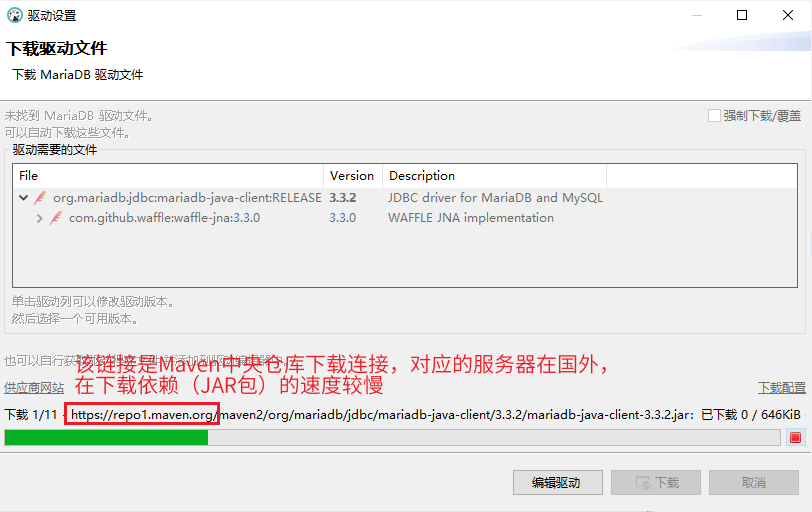 驱动设置
下载驱动文件
下载 MariaDB 驱动文件
未找到 MariaDB 驱动文件。
可以自动下载这些文件。
强制下载/覆盖
驱动需要的文件
File Version Description
org.mariadb.jdbc:mariadb-java-client:RELEASE 3.3.2 JDBC driver for MariaDB and MySQL
com.github.waffle:waffle-jna:3.3.0 3.3.0 WAFFLE JNA implementation
单击驱动列可以修改驱动版本。
然后选择一个可用版本。
也可以自行获
该链接是Maven中央仓库下载连接，对应的服务器在国外，
在下载依赖（JAR包）的速度较慢
供应商网站 下载配置
下载 1/11 - https://repo1.maven.org/maven2/org/mariadb/jdbc/mariadb-java-client/3.3.2/mariadb-java-client-3.3.2.jar：已下载 0 / 646KiB
编辑驱动 下载 取消